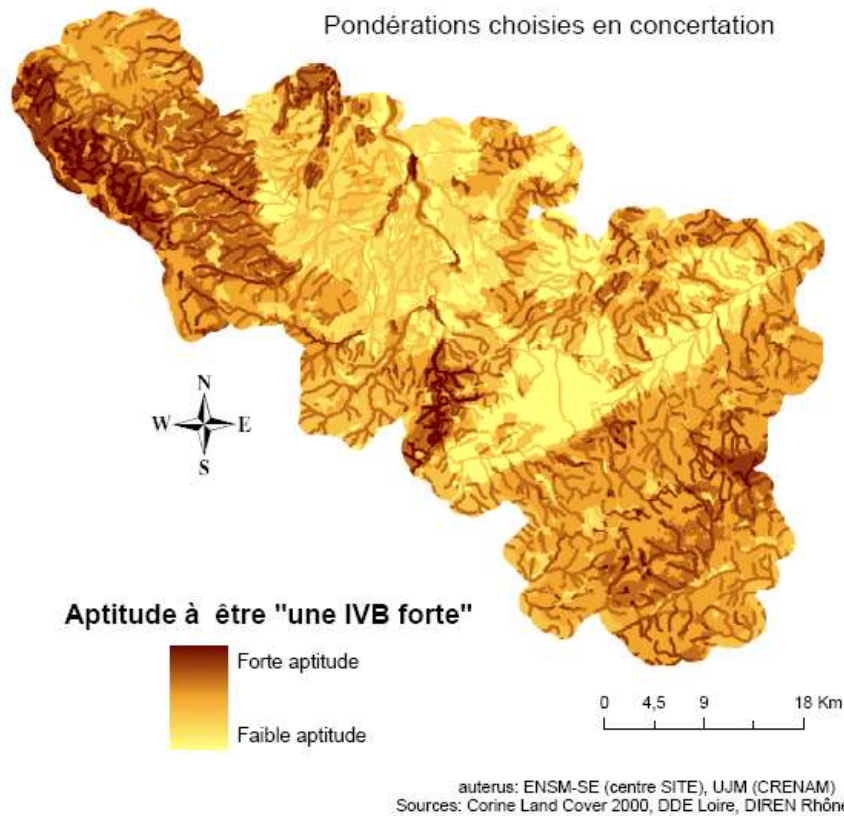 Pondérations choisies en concertation
N
W E
S
Aptitude à être "une IVB forte"
Forte aptitude
Faible aptitude
0 4,5 9 18 Km
auterus: ENSM-SE (centre SITE), UJM (CRENAM)
Sources: Corine Land Cover 2000, DDE Loire, DIREN Rhône